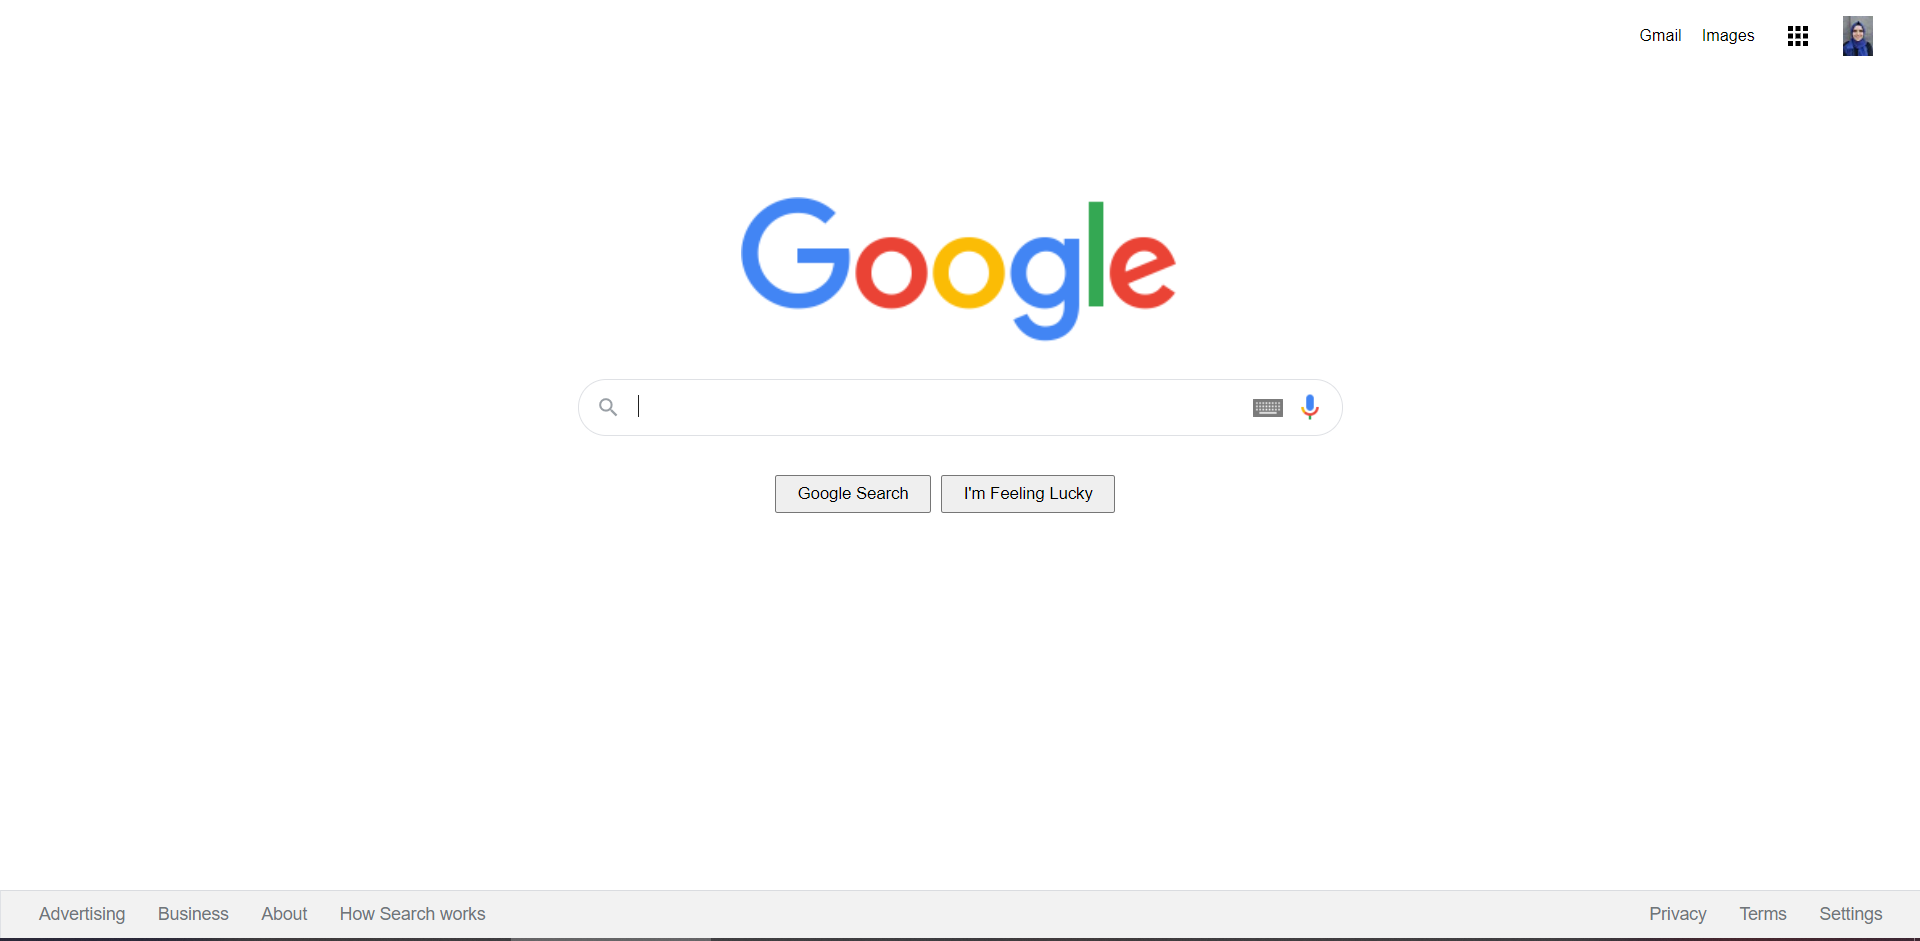 Gmail Images
Google
Google Search I'm Feeling Lucky
Advertising Business About How Search works Privacy Terms Settings